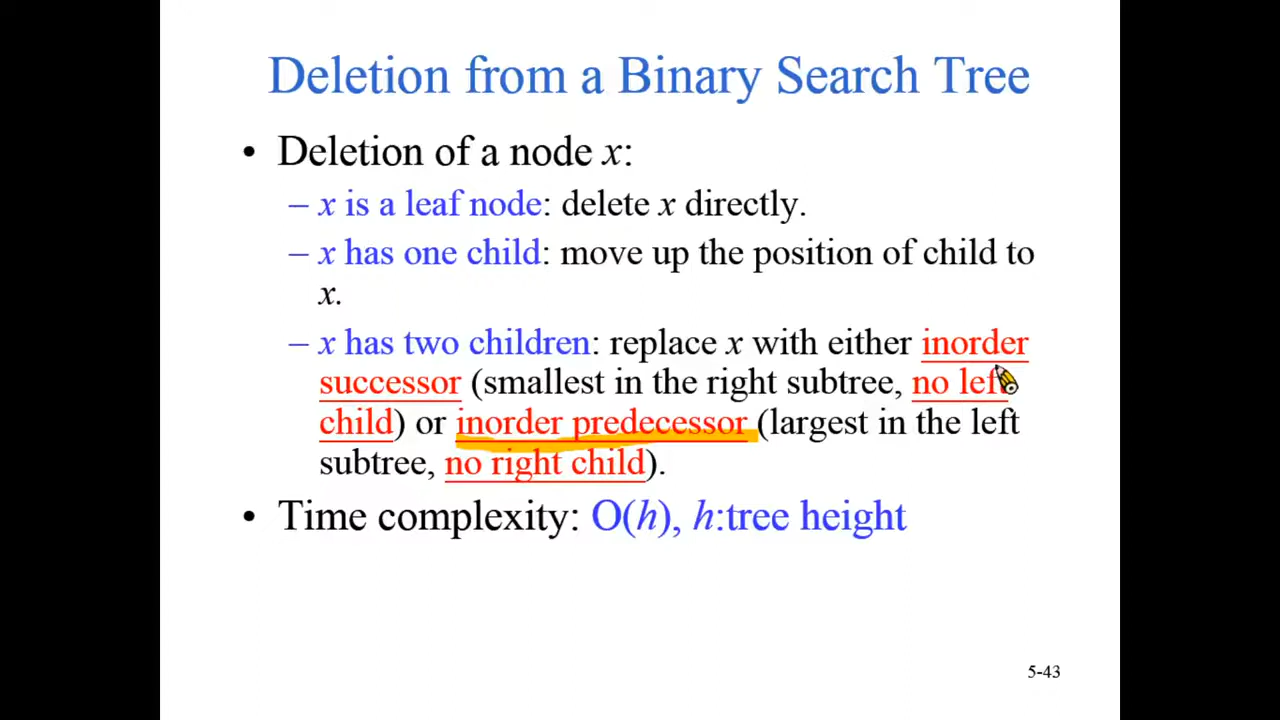 Deletion from a Binary Search Tree
• Deletion of a node x:
– x is a leaf node: delete x directly.
– x has one child: move up the position of child to
x.
– x has two children: replace x with either inorder
successor (smallest in the right subtree, no left
child) or inorder predecessor (largest in the left
subtree, no right child).
• Time complexity: O(h), h:tree height
5-43